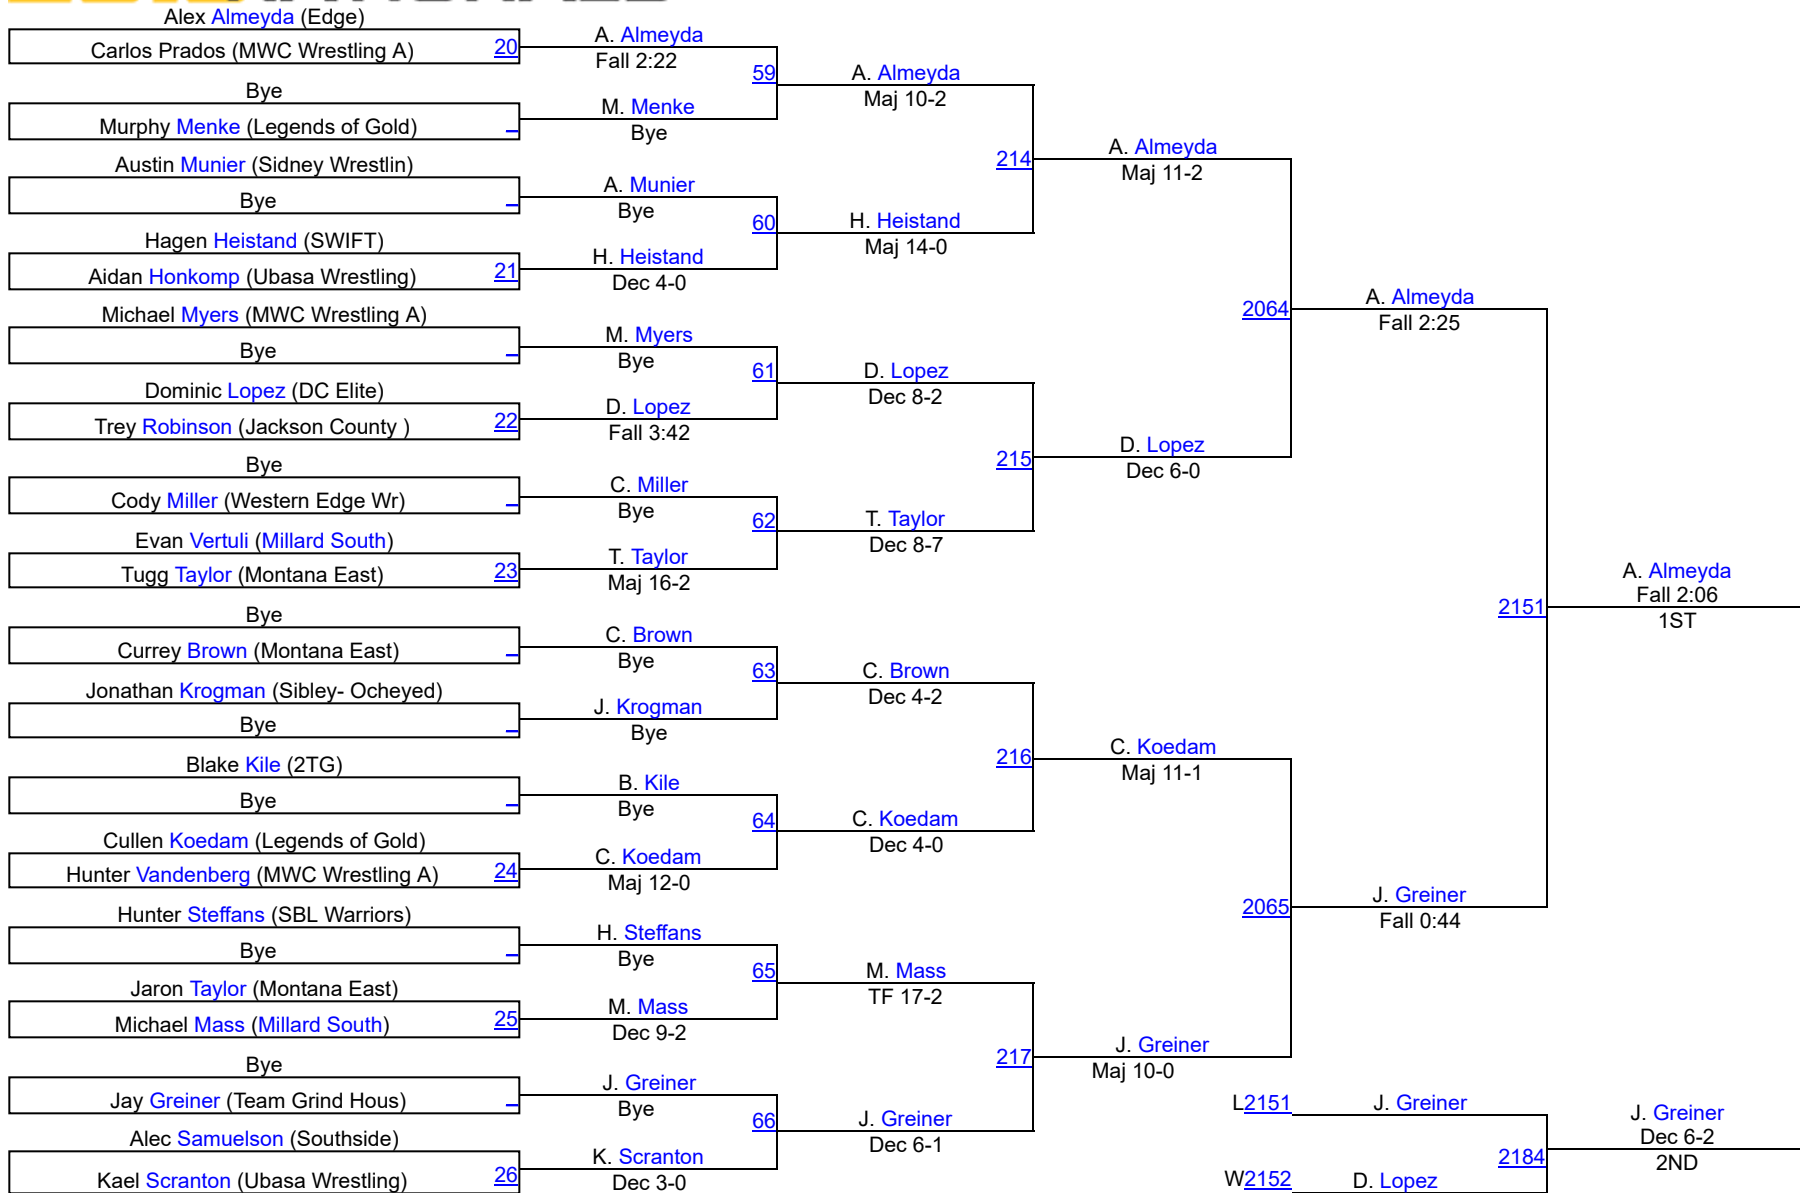 Alex Almeyda (Edge)
Carlos Prados (MWC Wrestling A) 20
Bye
Murphy Menke (Legends of Gold)
Austin Munier (Sidney Wrestlin)
Bye
Hagen Heistand (SWIFT)
Aidan Honkomp (Ubasa Wrestling) 21
Michael Myers (MWC Wrestling A)
Bye
Dominic Lopez (DC Elite)
Trey Robinson (Jackson County ) 22
Bye
Cody Miller (Western Edge Wr)
Evan Vertuli (Millard South)
Tugg Taylor (Montana East) 23
Bye
Currey Brown (Montana East)
Jonathan Krogman (Sibley- Ocheyed)
Bye
Blake Kile (2TG)
Bye
Cullen Koedam (Legends of Gold)
Hunter Vandenberg (MWC Wrestling A) 24
Hunter Steffans (SBL Warriors)
Bye
Jaron Taylor (Montana East)
Michael Mass (Millard South) 25
Bye
Jay Greiner (Team Grind Hous)
Alec Samuelson (Southside)
Kael Scranton (Ubasa Wrestling) 26
A. Almeyda
Fall 2:22
59
M. Menke
Bye
A. Munier
Bye
60
H. Heistand
Dec 4-0
M. Myers
Bye
61
D. Lopez
Fall 3:42
C. Miller
Bye
62
T. Taylor
Maj 16-2
C. Brown
Bye
63
J. Krogman
Bye
B. Kile
Bye
64
C. Koedam
Maj 12-0
H. Steffans
Bye
65
M. Mass
Dec 9-2
J. Greiner
Bye
66
K. Scranton
Dec 3-0
A. Almeyda
Maj 10-2
214
H. Heistand
Maj 14-0
D. Lopez
Dec 8-2
215
T. Taylor
Dec 8-7
C. Brown
Dec 4-2
216
C. Koedam
Dec 4-0
M. Mass
TF 17-2
217
J. Greiner
Dec 6-1
A. Almeyda
Maj 11-2
2064
D. Lopez
Dec 6-0
C. Koedam
Maj 11-1
2065
J. Greiner
Maj 10-0
A. Almeyda
Fall 2:25
2151
J. Greiner
Fall 0:44
A. Almeyda
Fall 2:06
1ST
L2151 J. Greiner
2184
W2152 D. Lopez
J. Greiner
Dec 6-2
2ND